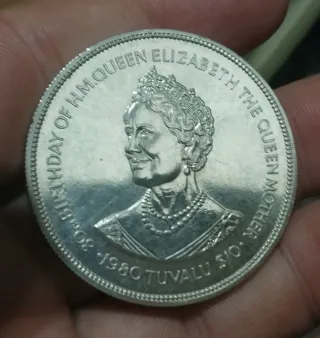 80TH BIRTHDAY OF H.M. QUEEN ELIZABETH THE QUEEN MOTHER
·1980 TUVALU $10·